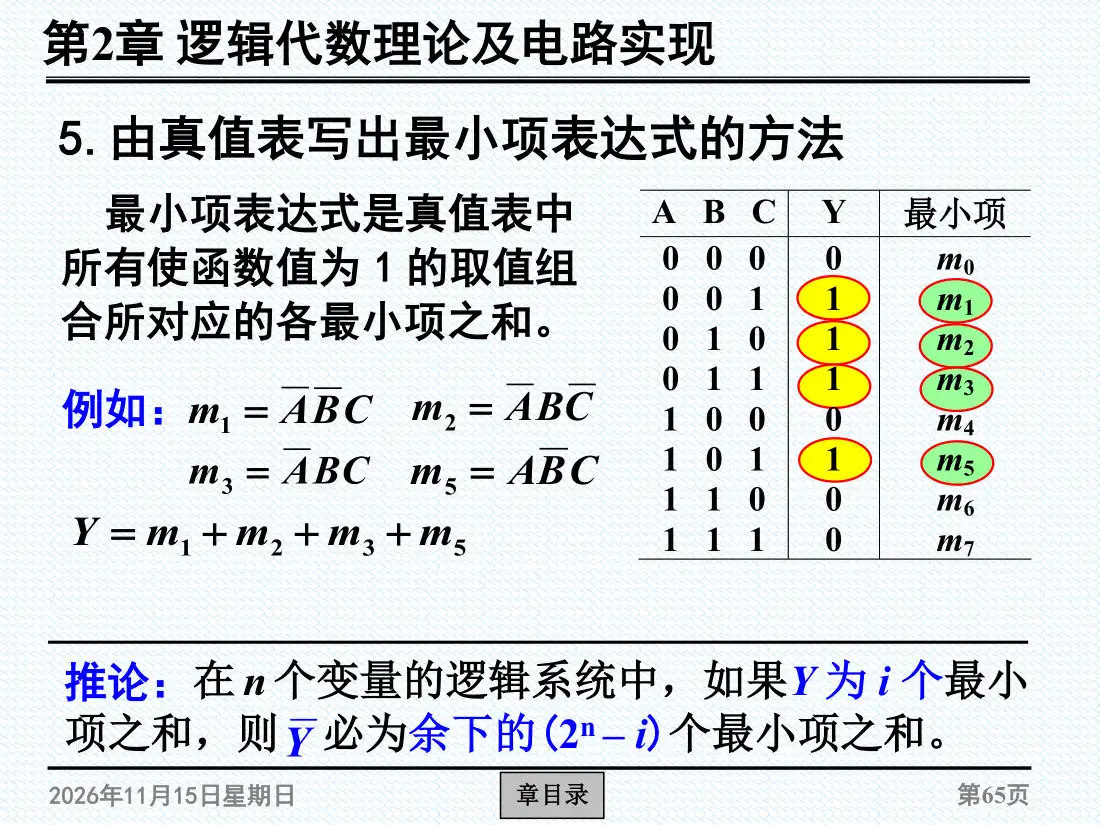 第2章 逻辑代数理论及电路实现
5.由真值表写出最小项表达式的方法
最小项表达式是真值表中
所有使函数值为 1 的取值组
合所对应的各最小项之和。
例如：m₁ = A̅B̅C m₂ = A̅BC̅
m₃ = A̅BC m₅ = AB̅C
Y = m₁ + m₂ + m₃ + m₅
A B C Y 最小项
0 0 0 0 m₀
0 0 1 1 m₁
0 1 0 1 m₂
0 1 1 1 m₃
1 0 0 0 m₄
1 0 1 1 m₅
1 1 0 0 m₆
1 1 1 0 m₇
推论：在 n 个变量的逻辑系统中，如果Y 为 i 个最小
项之和，则 Y̅ 必为余下的(2ⁿ – i)个最小项之和。
2026年11月15日星期日
章目录
第65页